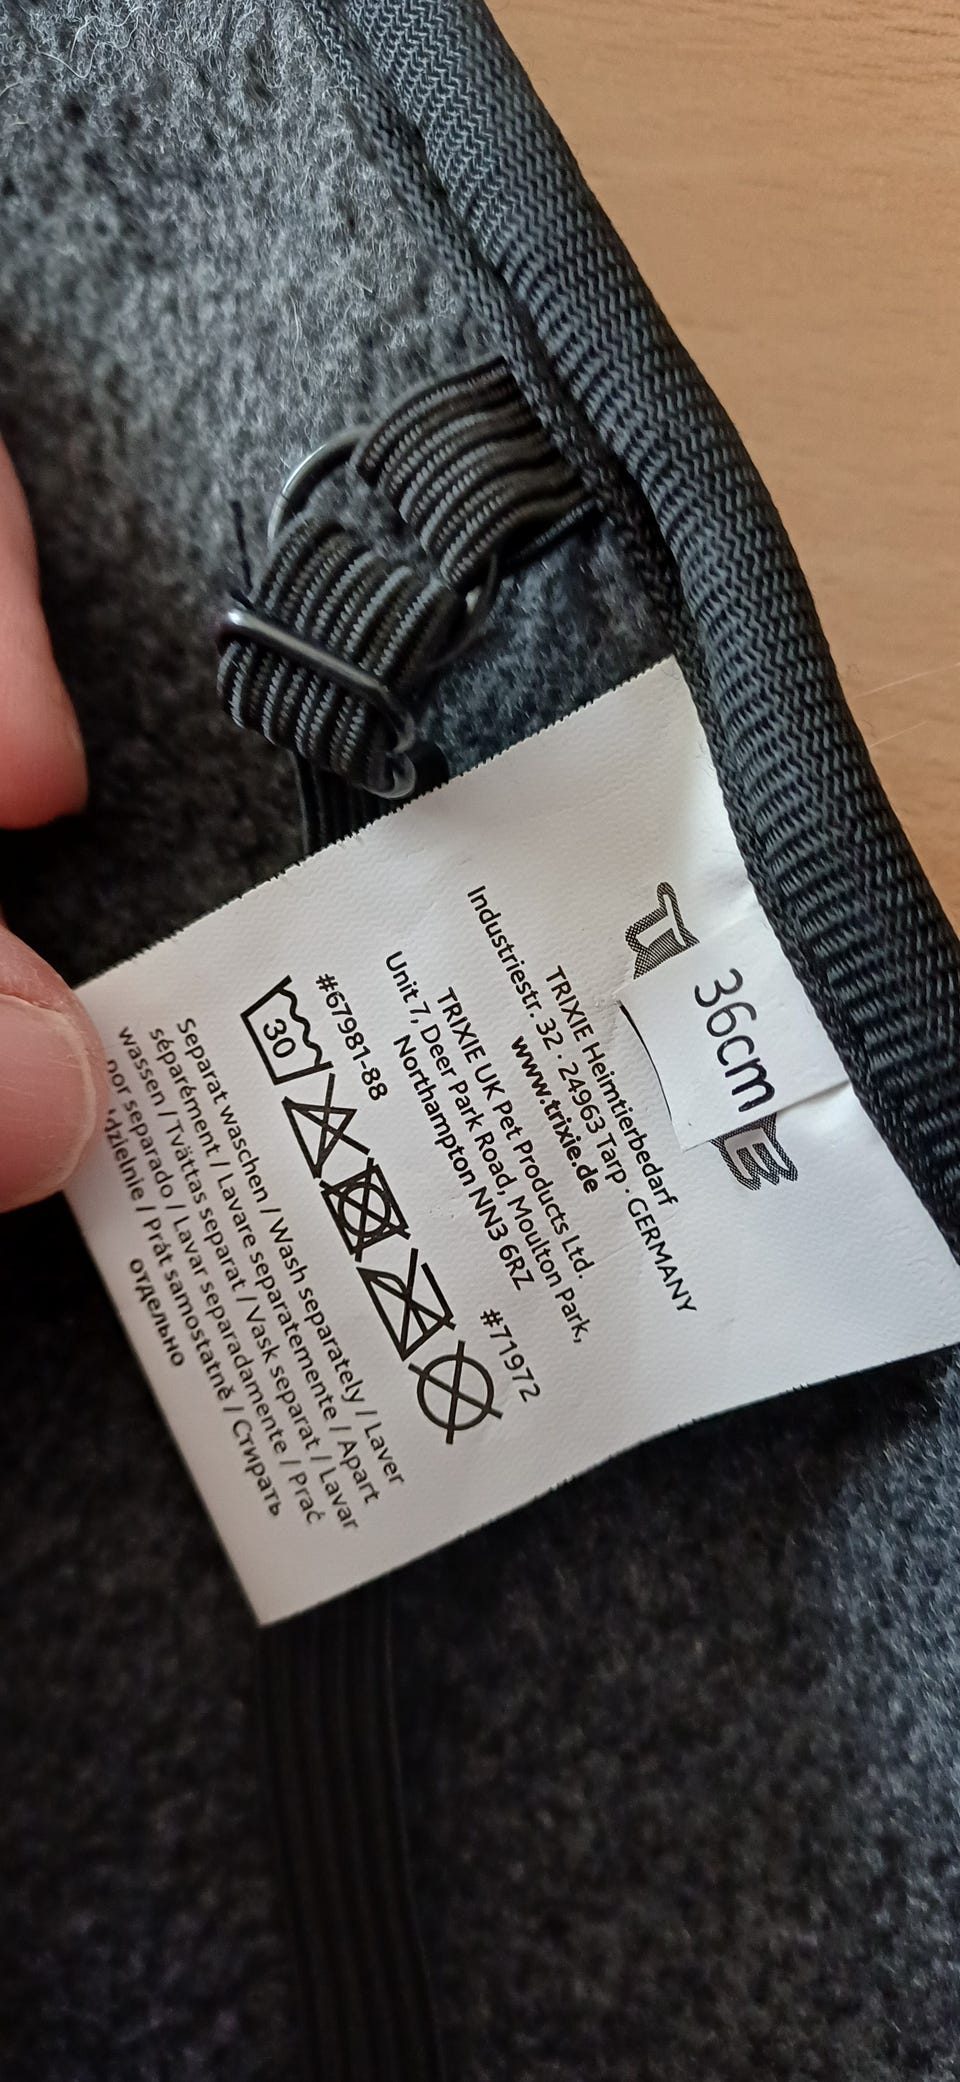 36cm
T E
TRIXIE Heimtierbedarf
Industriestr. 32 · 24963 Tarp · GERMANY
www.trixie.de
TRIXIE UK Pet Products Ltd.
Unit 7, Deer Park Road, Moulton Park,
Northampton NN3 6RZ
#67981-88 #71972
30
Separat waschen / Wash separately / Laver
séparément / Lavare separatamente / Apart
wassen / Tvättas separat / Vask separat / Lavar
por separado / Lavar separadamente / Prać
/ Prát samostatně / Стирать
отдельно